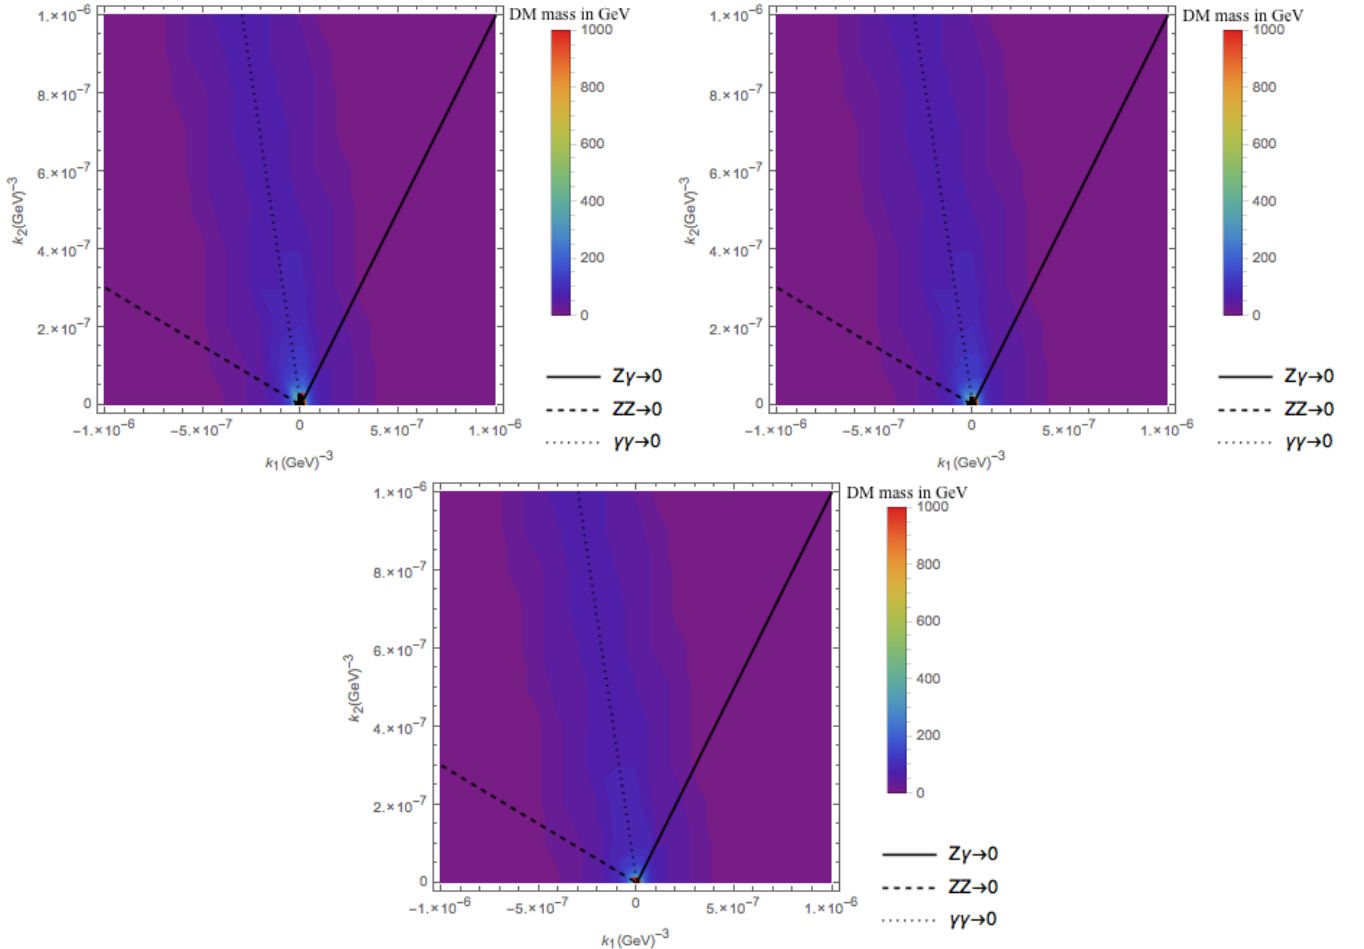 DM mass in GeV
1.×10⁻⁶
8.×10⁻⁷
6.×10⁻⁷
4.×10⁻⁷
2.×10⁻⁷
0
k₂(GeV)⁻³
−1.×10⁻⁶ −5.×10⁻⁷ 0 5.×10⁻⁷ 1.×10⁻⁶
k₁(GeV)⁻³
1000
800
600
400
200
0
Zγ→0
ZZ→0
γγ→0
DM mass in GeV
1.×10⁻⁶
8.×10⁻⁷
6.×10⁻⁷
4.×10⁻⁷
2.×10⁻⁷
0
k₂(GeV)⁻³
−1.×10⁻⁶ −5.×10⁻⁷ 0 5.×10⁻⁷ 1.×10⁻⁶
k₁(GeV)⁻³
1000
800
600
400
200
0
Zγ→0
ZZ→0
γγ→0
DM mass in GeV
1.×10⁻⁶
8.×10⁻⁷
6.×10⁻⁷
4.×10⁻⁷
2.×10⁻⁷
0
k₂(GeV)⁻³
−1.×10⁻⁶ −5.×10⁻⁷ 0 5.×10⁻⁷ 1.×10⁻⁶
k₁(GeV)⁻³
1000
800
600
400
200
0
Zγ→0
ZZ→0
γγ→0